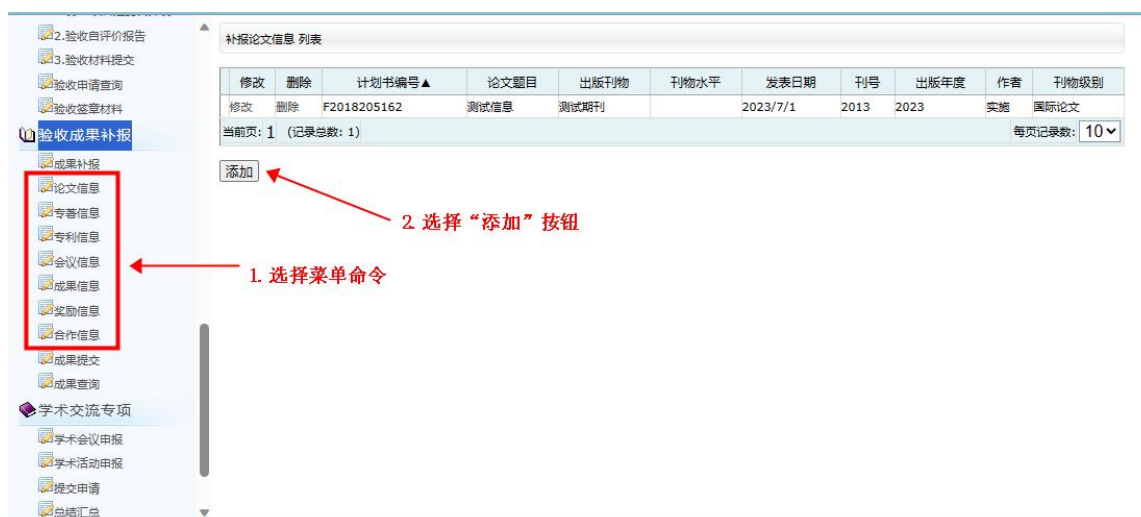 2.验收自评价报告
3.验收材料提交
验收申请查询
验收签章材料
验收成果补报
成果补报
论文信息
专著信息
专利信息
会议信息
成果信息
奖励信息
合作信息
成果提交
成果查询
学术交流专项
学术会议申报
学术活动申报
提交申请
总结汇总
补报论文信息 列表
修改 删除 计划书编号▲ 论文题目 出版刊物 刊物水平 发表日期 刊号 出版年度 作者 刊物级别
修改 删除 F2018205162 测试信息 测试期刊 2023/7/1 2013 2023 实施 国际论文
当前页: 1 (记录总数: 1) 每页记录数: 10
添加
2. 选择“添加”按钮
1. 选择菜单命令